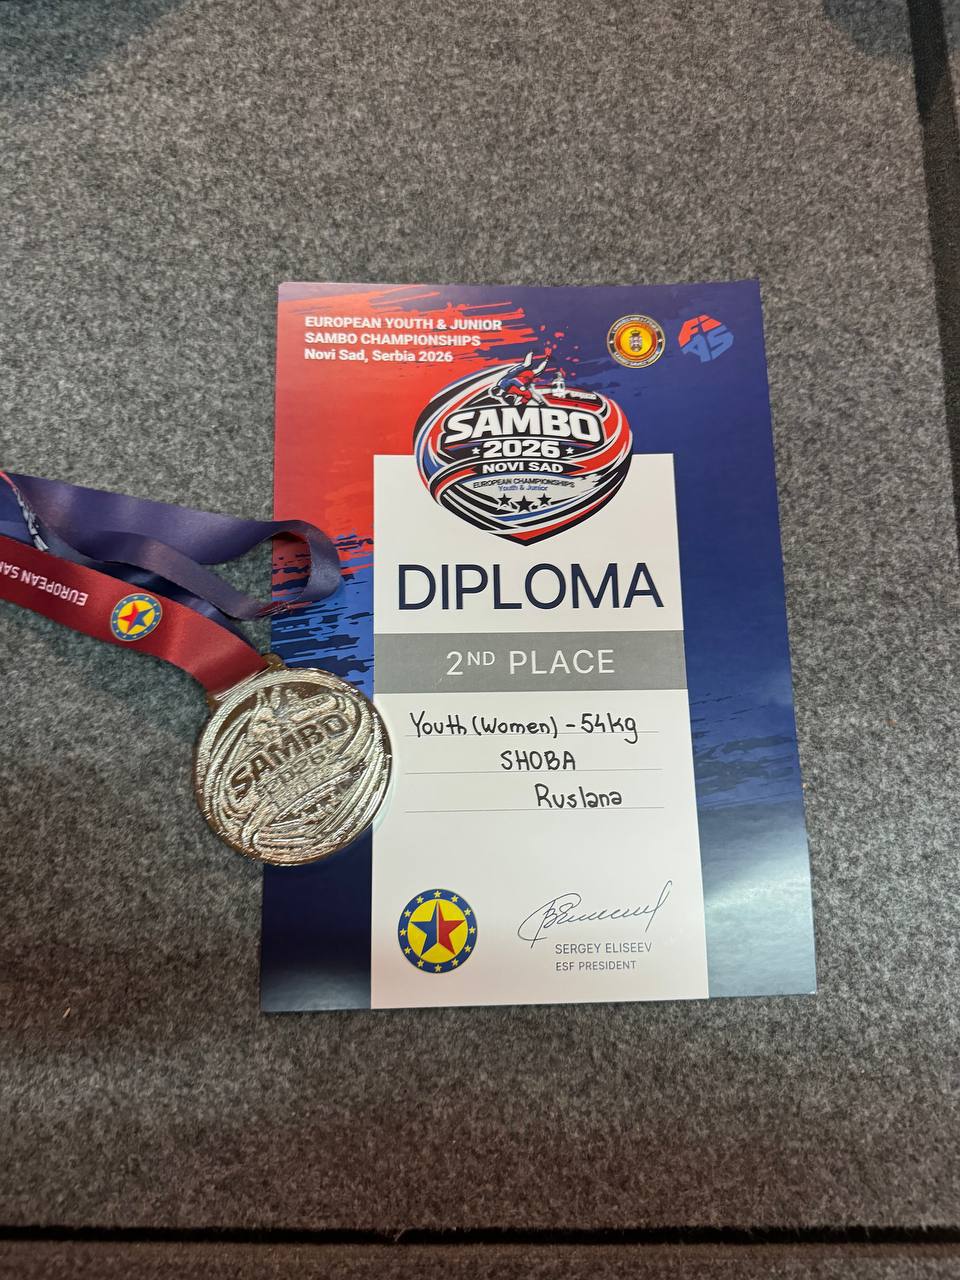 EUROPEAN YOUTH & JUNIOR
SAMBO CHAMPIONSHIPS
Novi Sad, Serbia 2026
FIAS
SAMBO
2026
NOVI SAD
EUROPEAN CHAMPIONSHIPS
Youth & Junior
DIPLOMA
2ND PLACE
Youth (Women) - 54kg
SHOBA
Ruslana
SERGEY ELISEEV
ESF PRESIDENT
EUROPEAN
SAMBO
2026